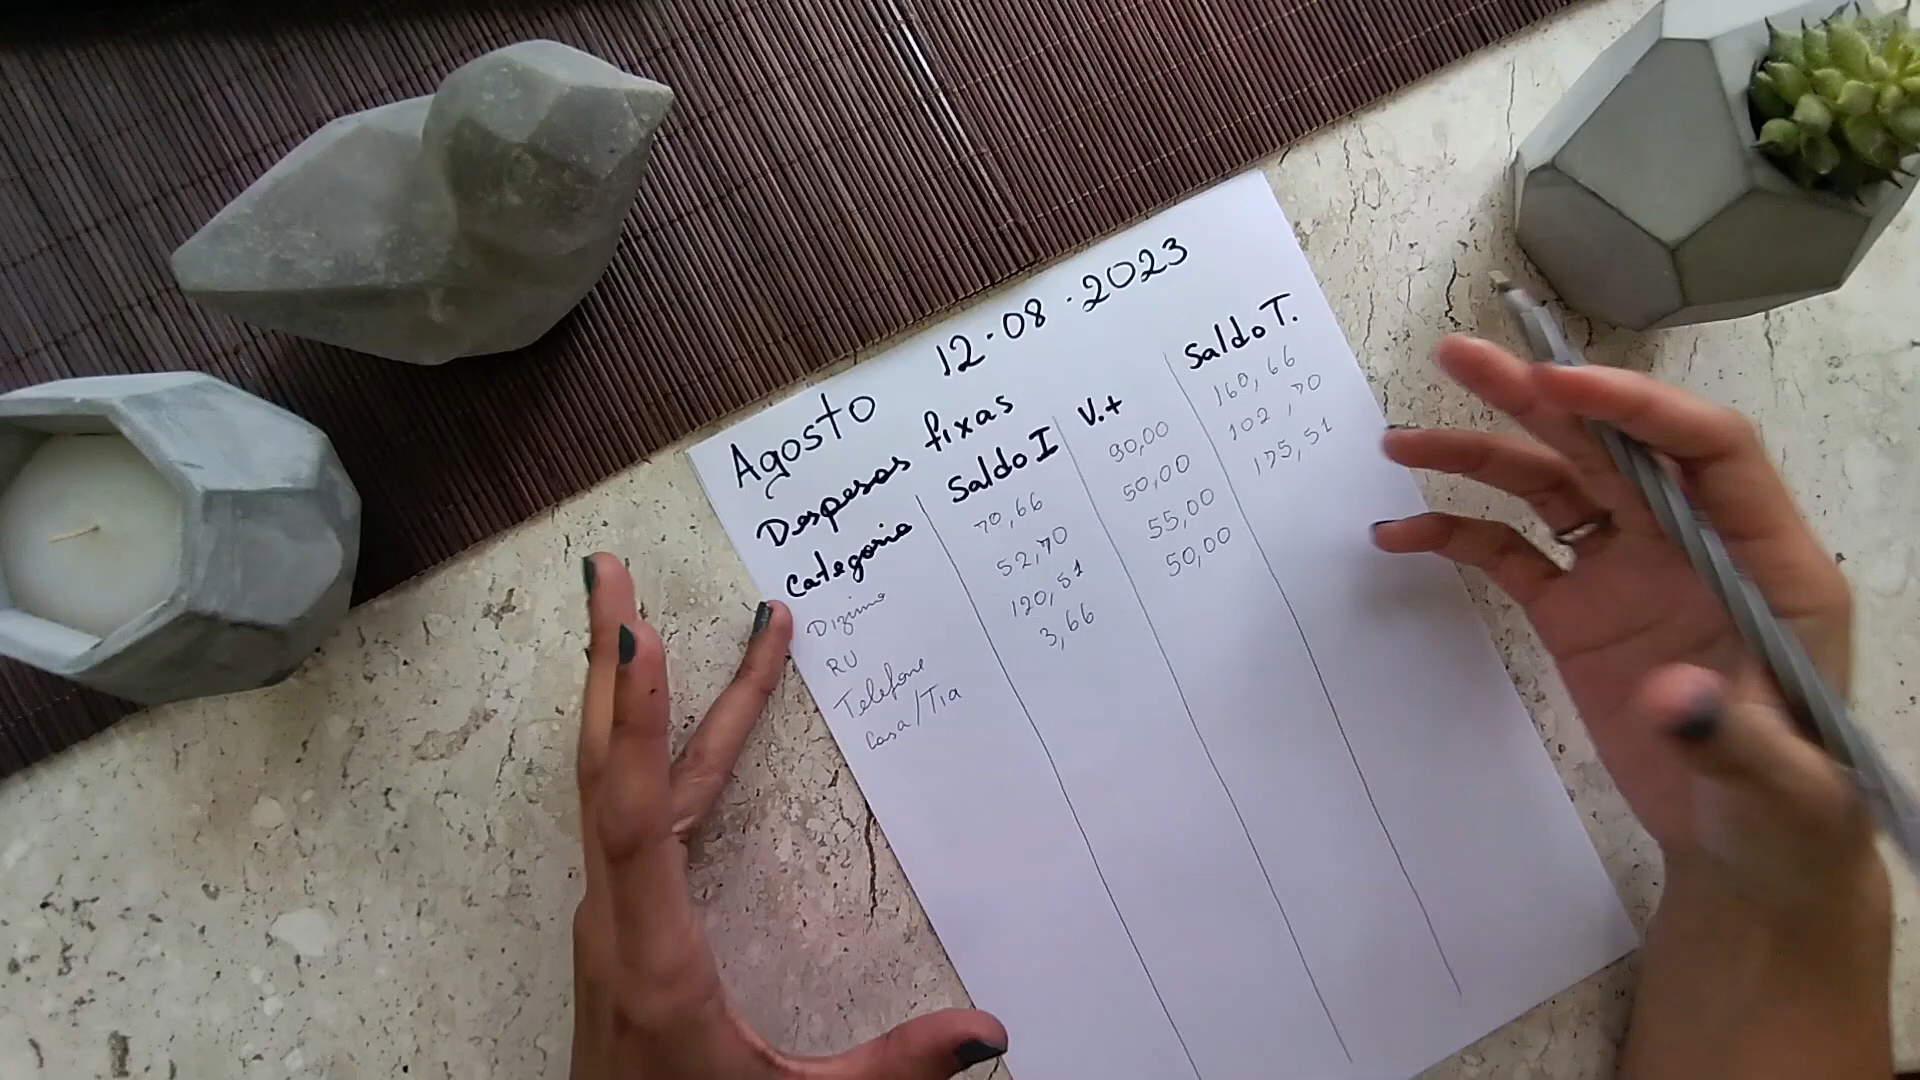 Agosto 12.08.2023
Despesas fixas
Categoria Saldo I V.+ Saldo T.
Dizimo 70,66 90,00 160,66
RU 52,70 50,00 102,70
Telefone 120,51 55,00 175,51
Casa/Tia 3,66 50,00